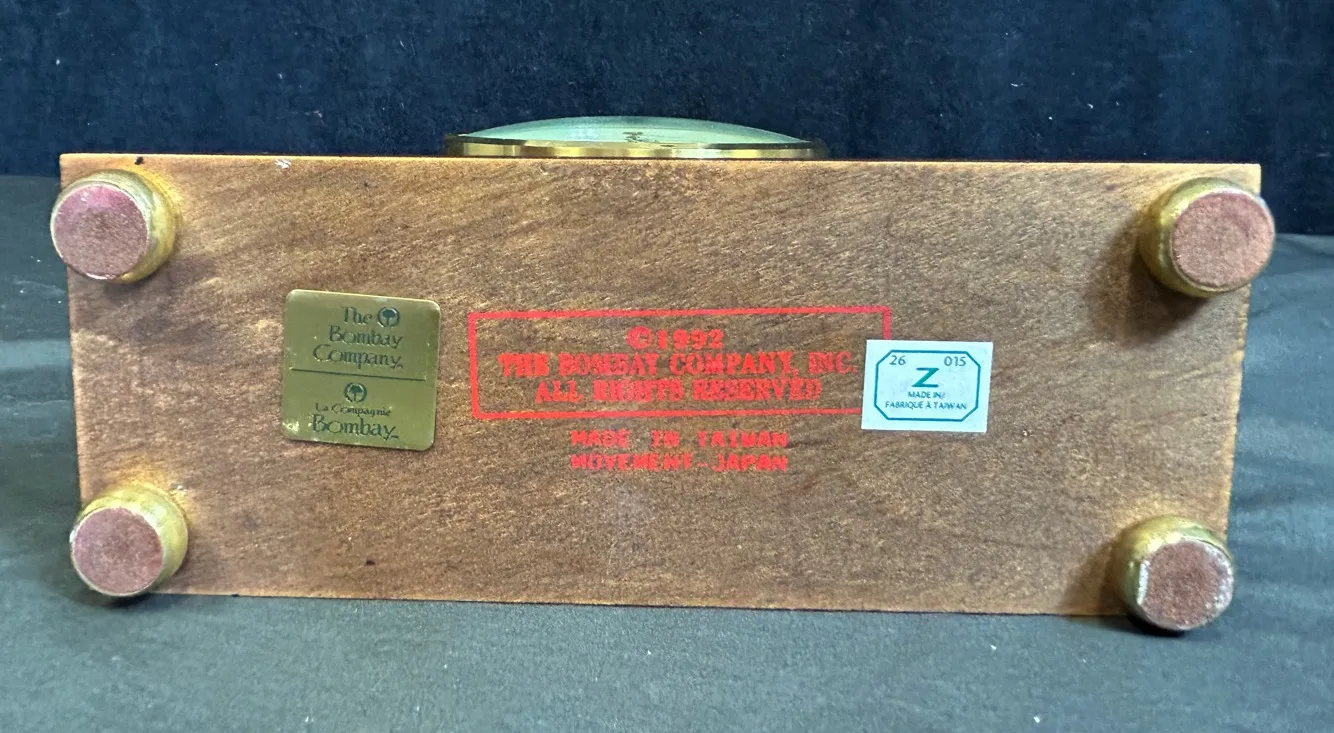 The
Bombay
Company
La Compagnie
Bombay
©1992
THE BOMBAY COMPANY, INC.
ALL RIGHTS RESERVED
MADE IN TAIWAN
MOVEMENT-JAPAN
26 015
Z
MADE IN/
FABRIQUÉ À TAIWAN